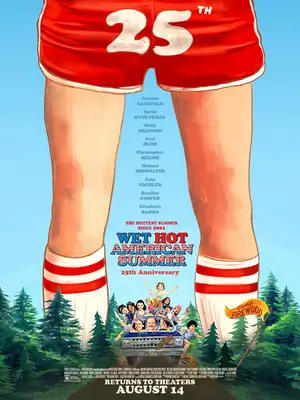 25TH
Janeane
Garofalo
David
Hyde Pierce
Molly
Shannon
Paul
Rudd
Christopher
Meloni
Michael
Showalter
Amy
Poehler
Bradley
Cooper
Elizabeth
Banks
THE HOTTEST SUMMER
SINCE 2001
WET HOT
AMERICAN
SUMMER
25th Anniversary
CAMP
FIREWOOD
RETURNS TO THEATERS
AUGUST 14